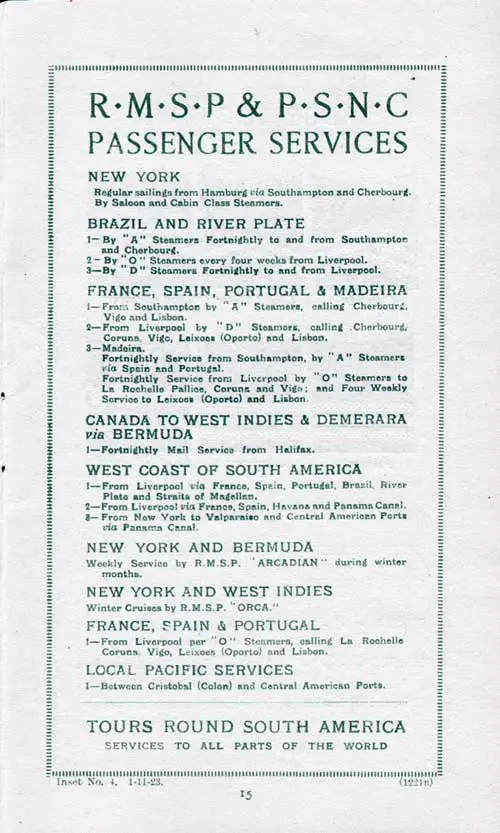 R·M·S·P & P·S·N·C
PASSENGER SERVICES
NEW YORK
Regular sailings from Hamburg via Southampton and Cherbourg.
By Saloon and Cabin Class Steamers.
BRAZIL AND RIVER PLATE
1—By "A" Steamers Fortnightly to and from Southampton
and Cherbourg.
2—By "O" Steamers every four weeks from Liverpool.
3—By "D" Steamers Fortnightly to and from Liverpool.
FRANCE, SPAIN, PORTUGAL & MADEIRA
1—From Southampton by "A" Steamers, calling Cherbourg,
Vigo and Lisbon.
2—From Liverpool by "D" Steamers, calling Cherbourg,
Coruna, Vigo, Leixoes (Oporto) and Lisbon.
3—Madeira.
Fortnightly Service from Southampton, by "A" Steamers
via Spain and Portugal.
Fortnightly Service from Liverpool by "O" Steamers to
La Rochelle Pallice, Coruna and Vigo; and Four Weekly
Service to Leixoes (Oporto) and Lisbon.
CANADA TO WEST INDIES & DEMERARA
via BERMUDA
1—Fortnightly Mail Service from Halifax.
WEST COAST OF SOUTH AMERICA
1—From Liverpool via France, Spain, Portugal, Brazil, River
Plate and Straits of Magellan.
2—From Liverpool via France, Spain, Havana and Panama Canal.
3—From New York to Valparaiso and Central American Ports
via Panama Canal.
NEW YORK AND BERMUDA
Weekly Service by R.M.S.P. "ARCADIAN" during winter
months.
NEW YORK AND WEST INDIES
Winter Cruises by R.M.S.P. "ORCA."
FRANCE, SPAIN & PORTUGAL
1—From Liverpool per "O" Steamers, calling La Rochelle
Coruna, Vigo, Leixoes (Oporto) and Lisbon.
LOCAL PACIFIC SERVICES
1—Between Cristobal (Colon) and Central American Ports.
TOURS ROUND SOUTH AMERICA
SERVICES TO ALL PARTS OF THE WORLD
Inset No. 4. 1-11-23. (1221B)
15